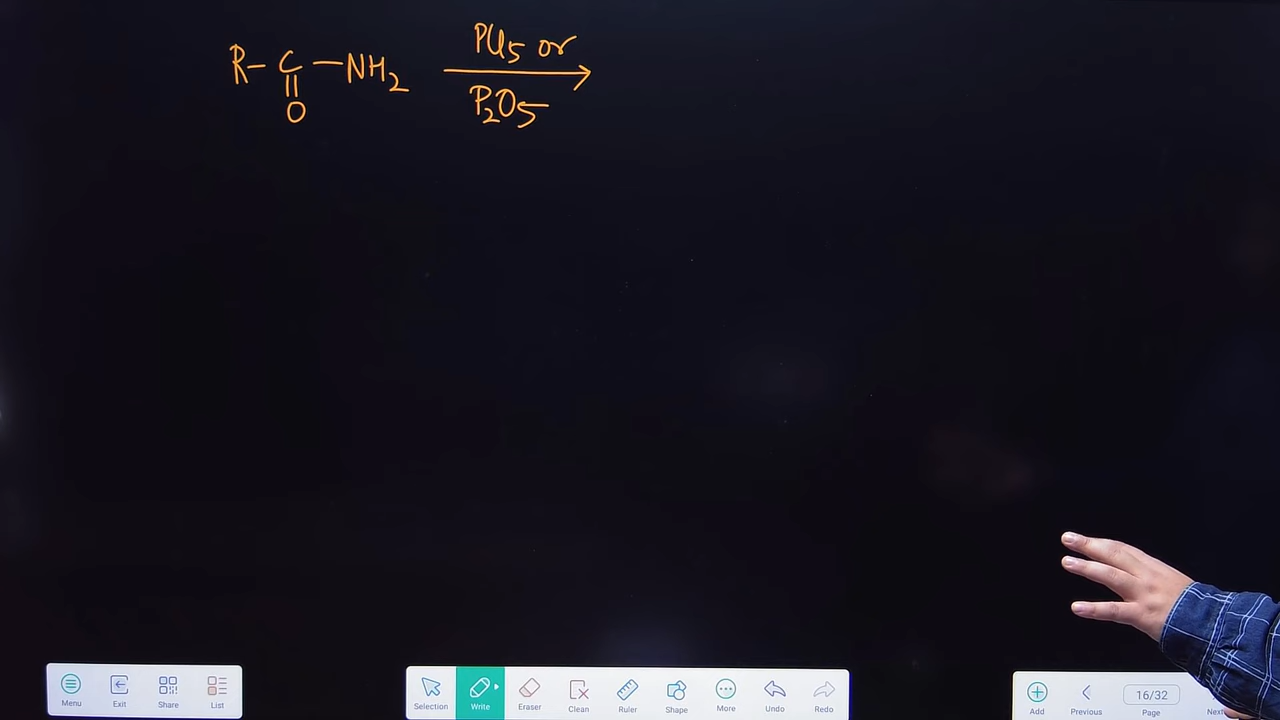 PCl5 or
R-C-NH2
O
P2O5
Menu
Exit
Share
List
Selection
Write
Eraser
Clean
Ruler
Shape
More
Undo
Redo
Add
Previous
16/32
Page
Next